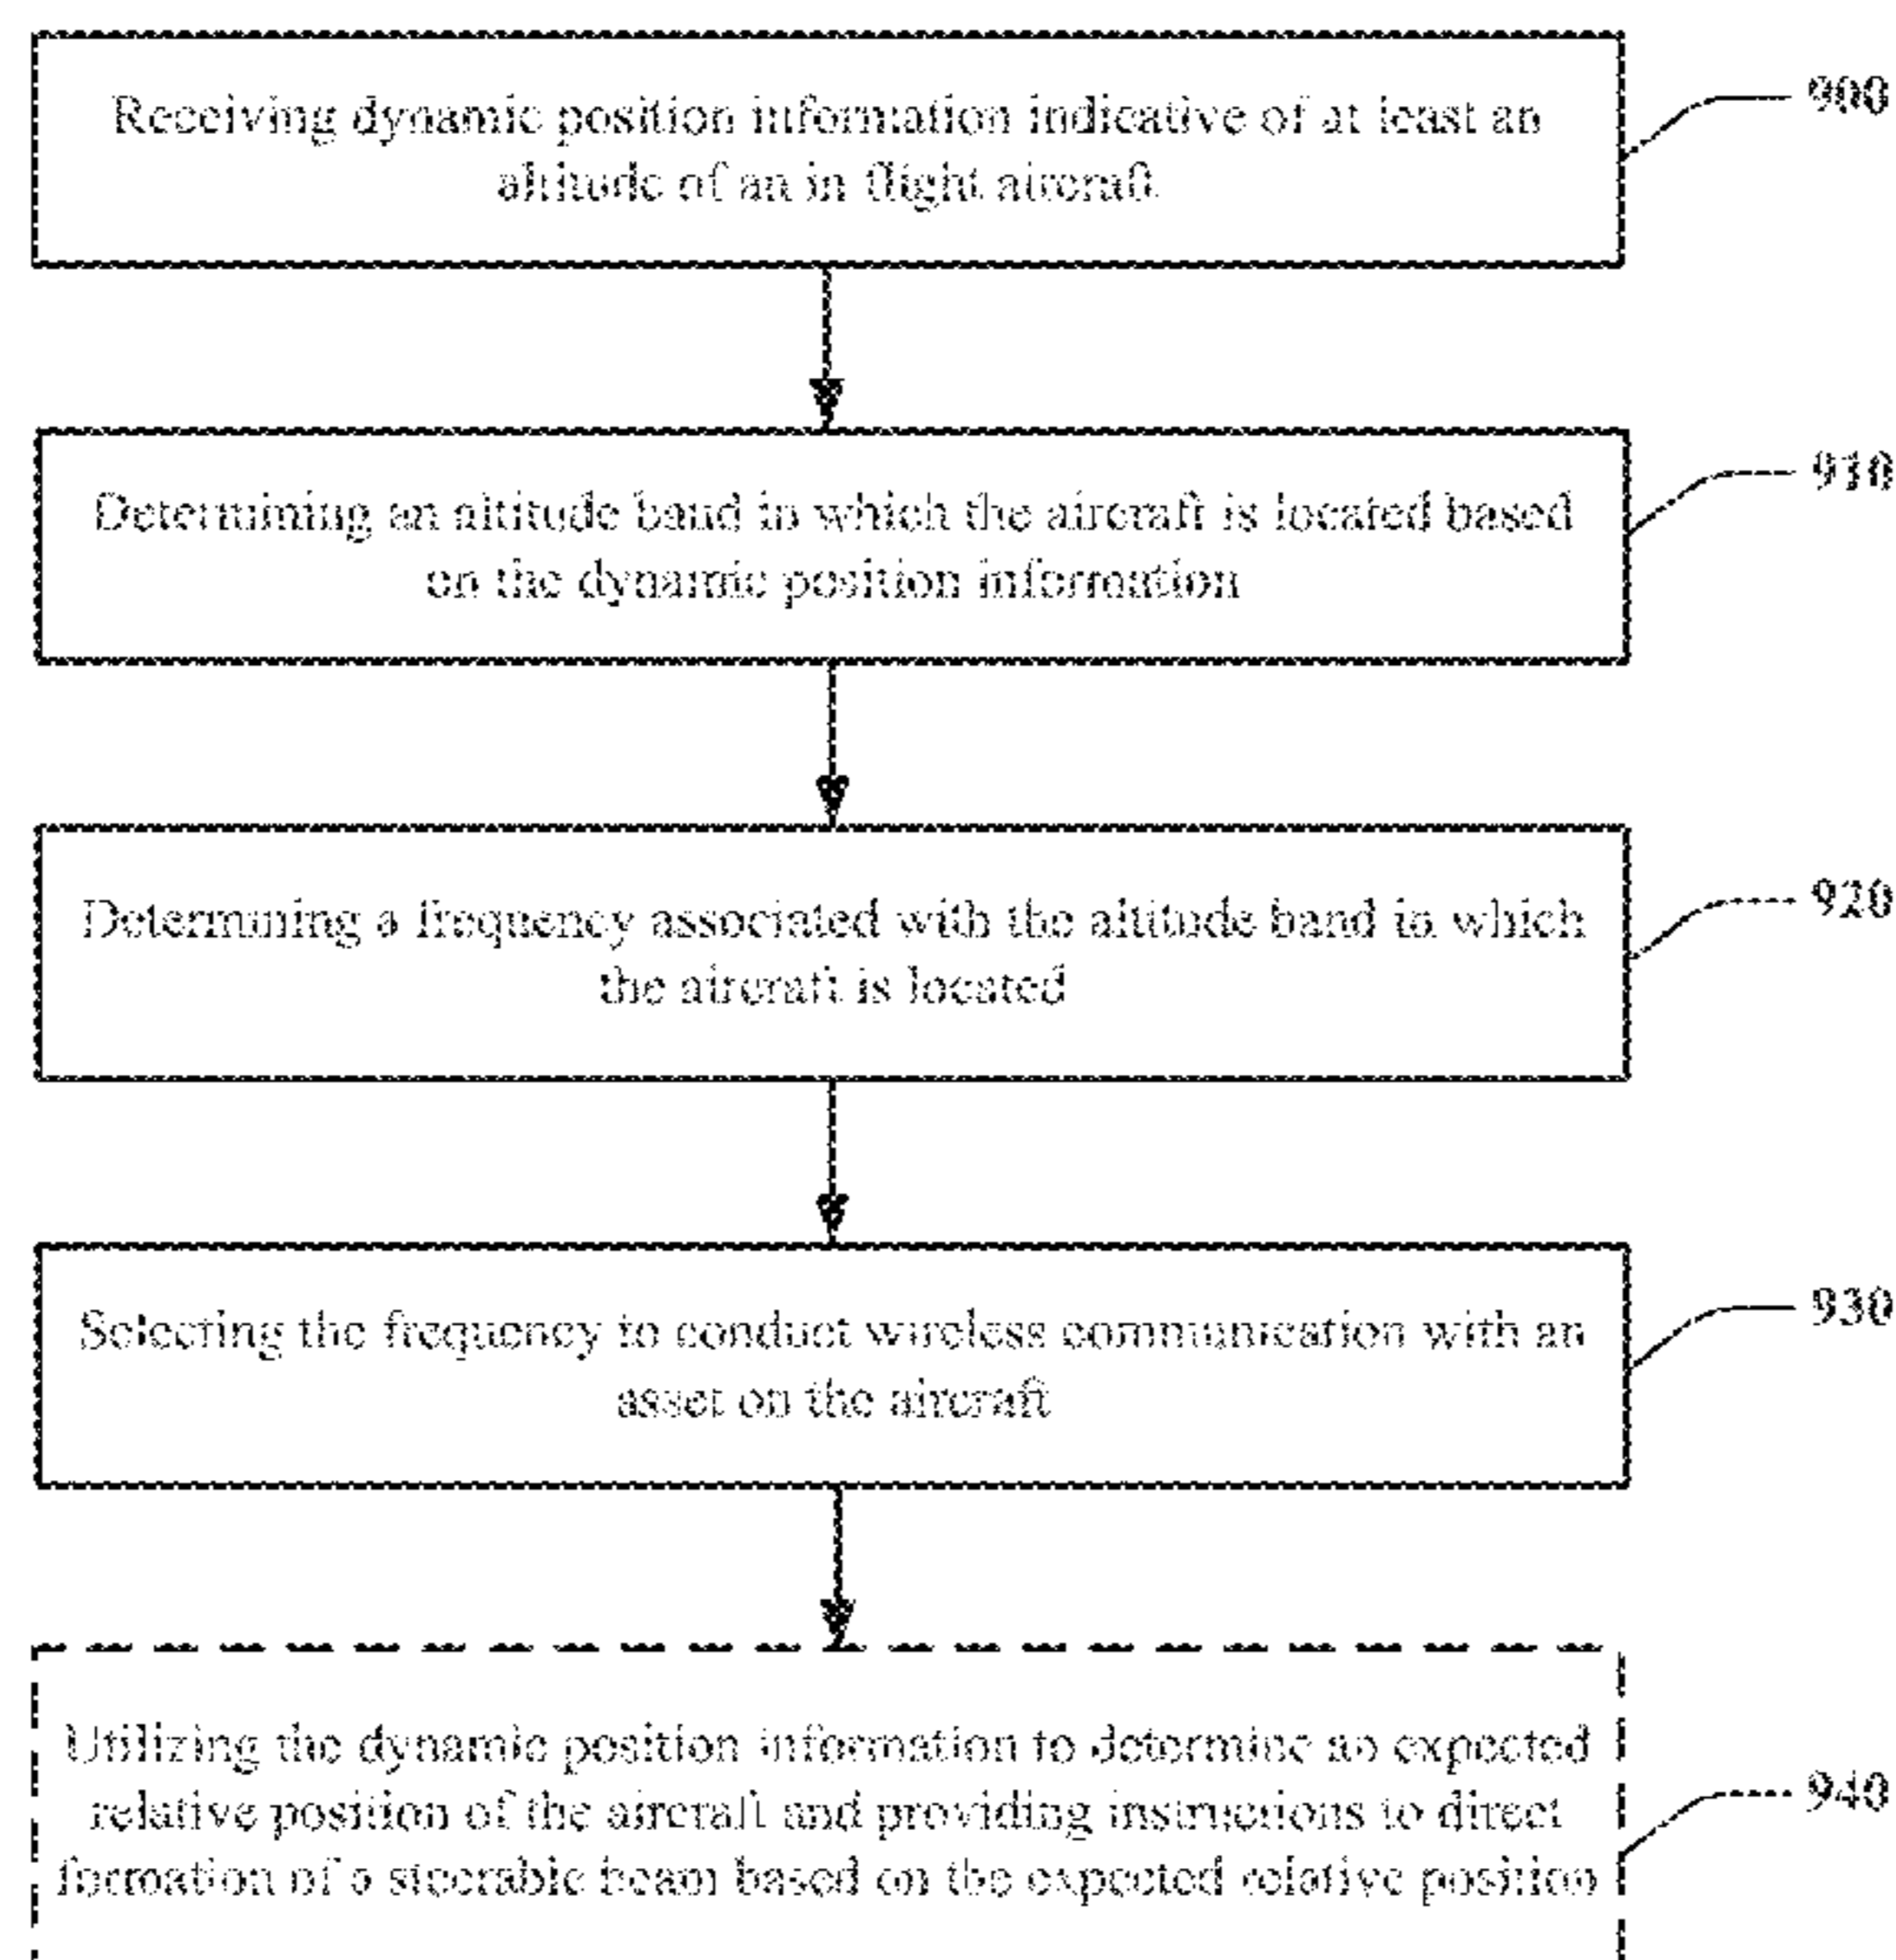 Receiving dynamic position information indicative of at least an
altitude of an in flight aircraft
900
Determining an altitude band in which the aircraft is located based
on the dynamic position information
910
Determining a frequency associated with the altitude band in which
the aircraft is located
920
Selecting the frequency to conduct wireless communication with an
asset on the aircraft
930
Utilizing the dynamic position information to determine an expected
relative position of the aircraft and providing instructions to direct
formation of a steerable beam based on the expected relative position
940